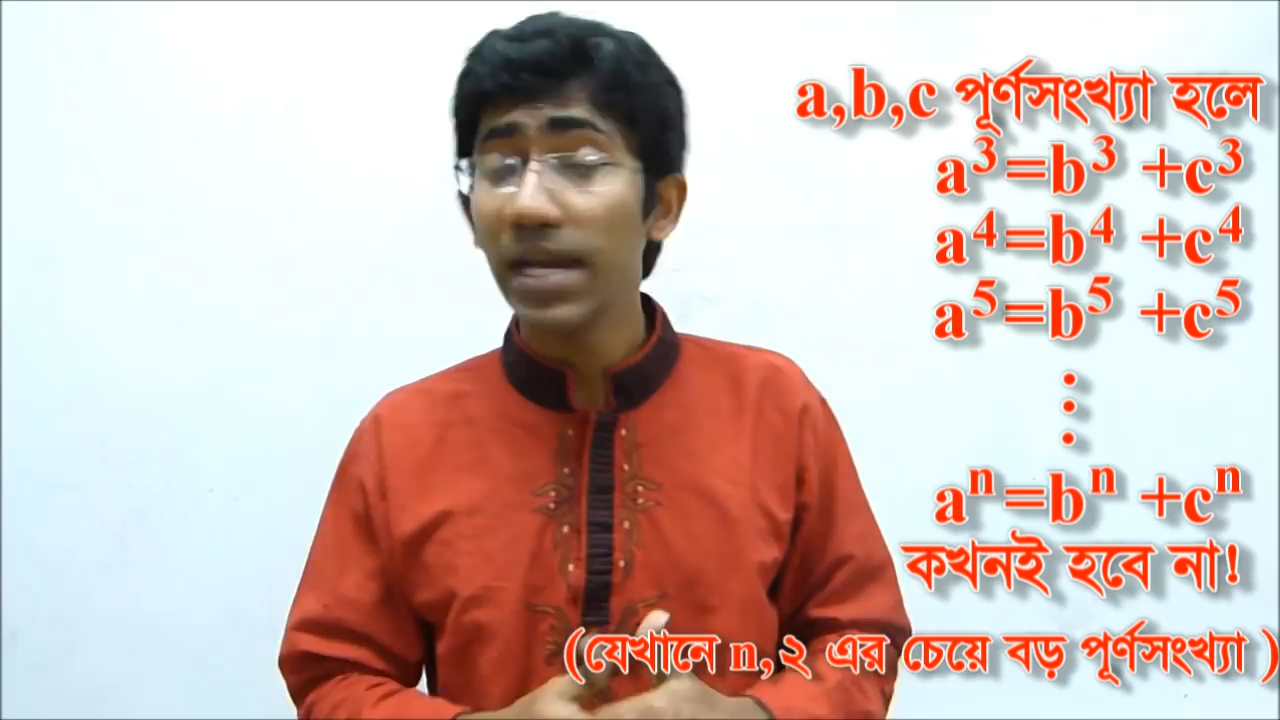 a,b,c পূর্ণসংখ্যা হলে
a³=b³ +c³
a⁴=b⁴ +c⁴
a⁵=b⁵ +c⁵
⋮
aⁿ=bⁿ +cⁿ
কখনই হবে না!
(যেখানে n,২ এর চেয়ে বড় পূর্ণসংখ্যা )